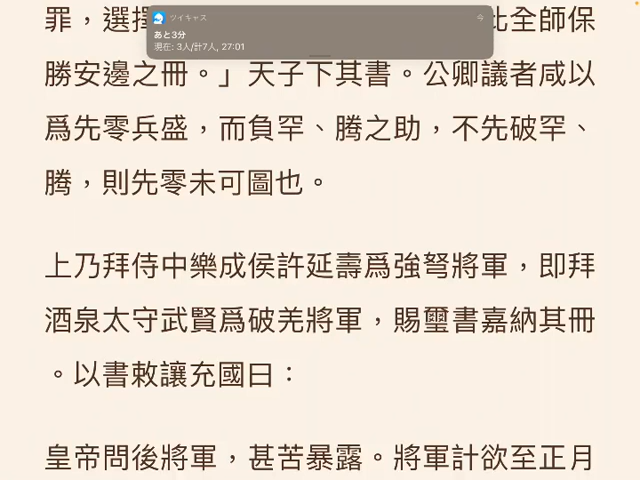 罪，選擇
比全師保
ツイキャス
今
あと3分
現在: 3人/計7人, 27:01
勝安邊之冊。」天子下其書。公卿議者咸以
爲先零兵盛，而負罕、腾之助，不先破罕、
腾，則先零未可圖也。
上乃拜侍中樂成侯許延壽爲強弩將軍，即拜
酒泉太守武賢爲破羌將軍，賜璽書嘉納其冊
。以書敕讓充國曰：
皇帝問後將軍，甚苦暴露。將軍計欲至正月